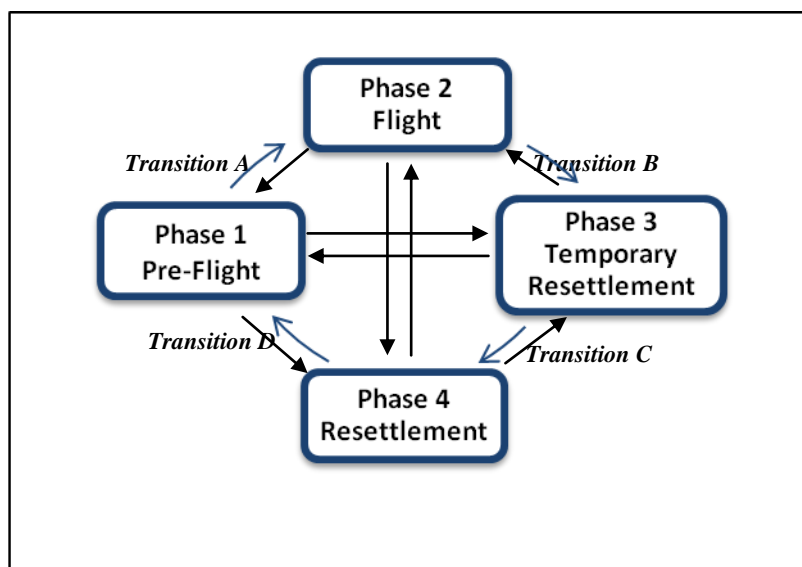 Phase 2
Flight
Transition A
Transition B
Phase 1
Pre-Flight
Phase 3
Temporary
Resettlement
Transition D
Transition C
Phase 4
Resettlement